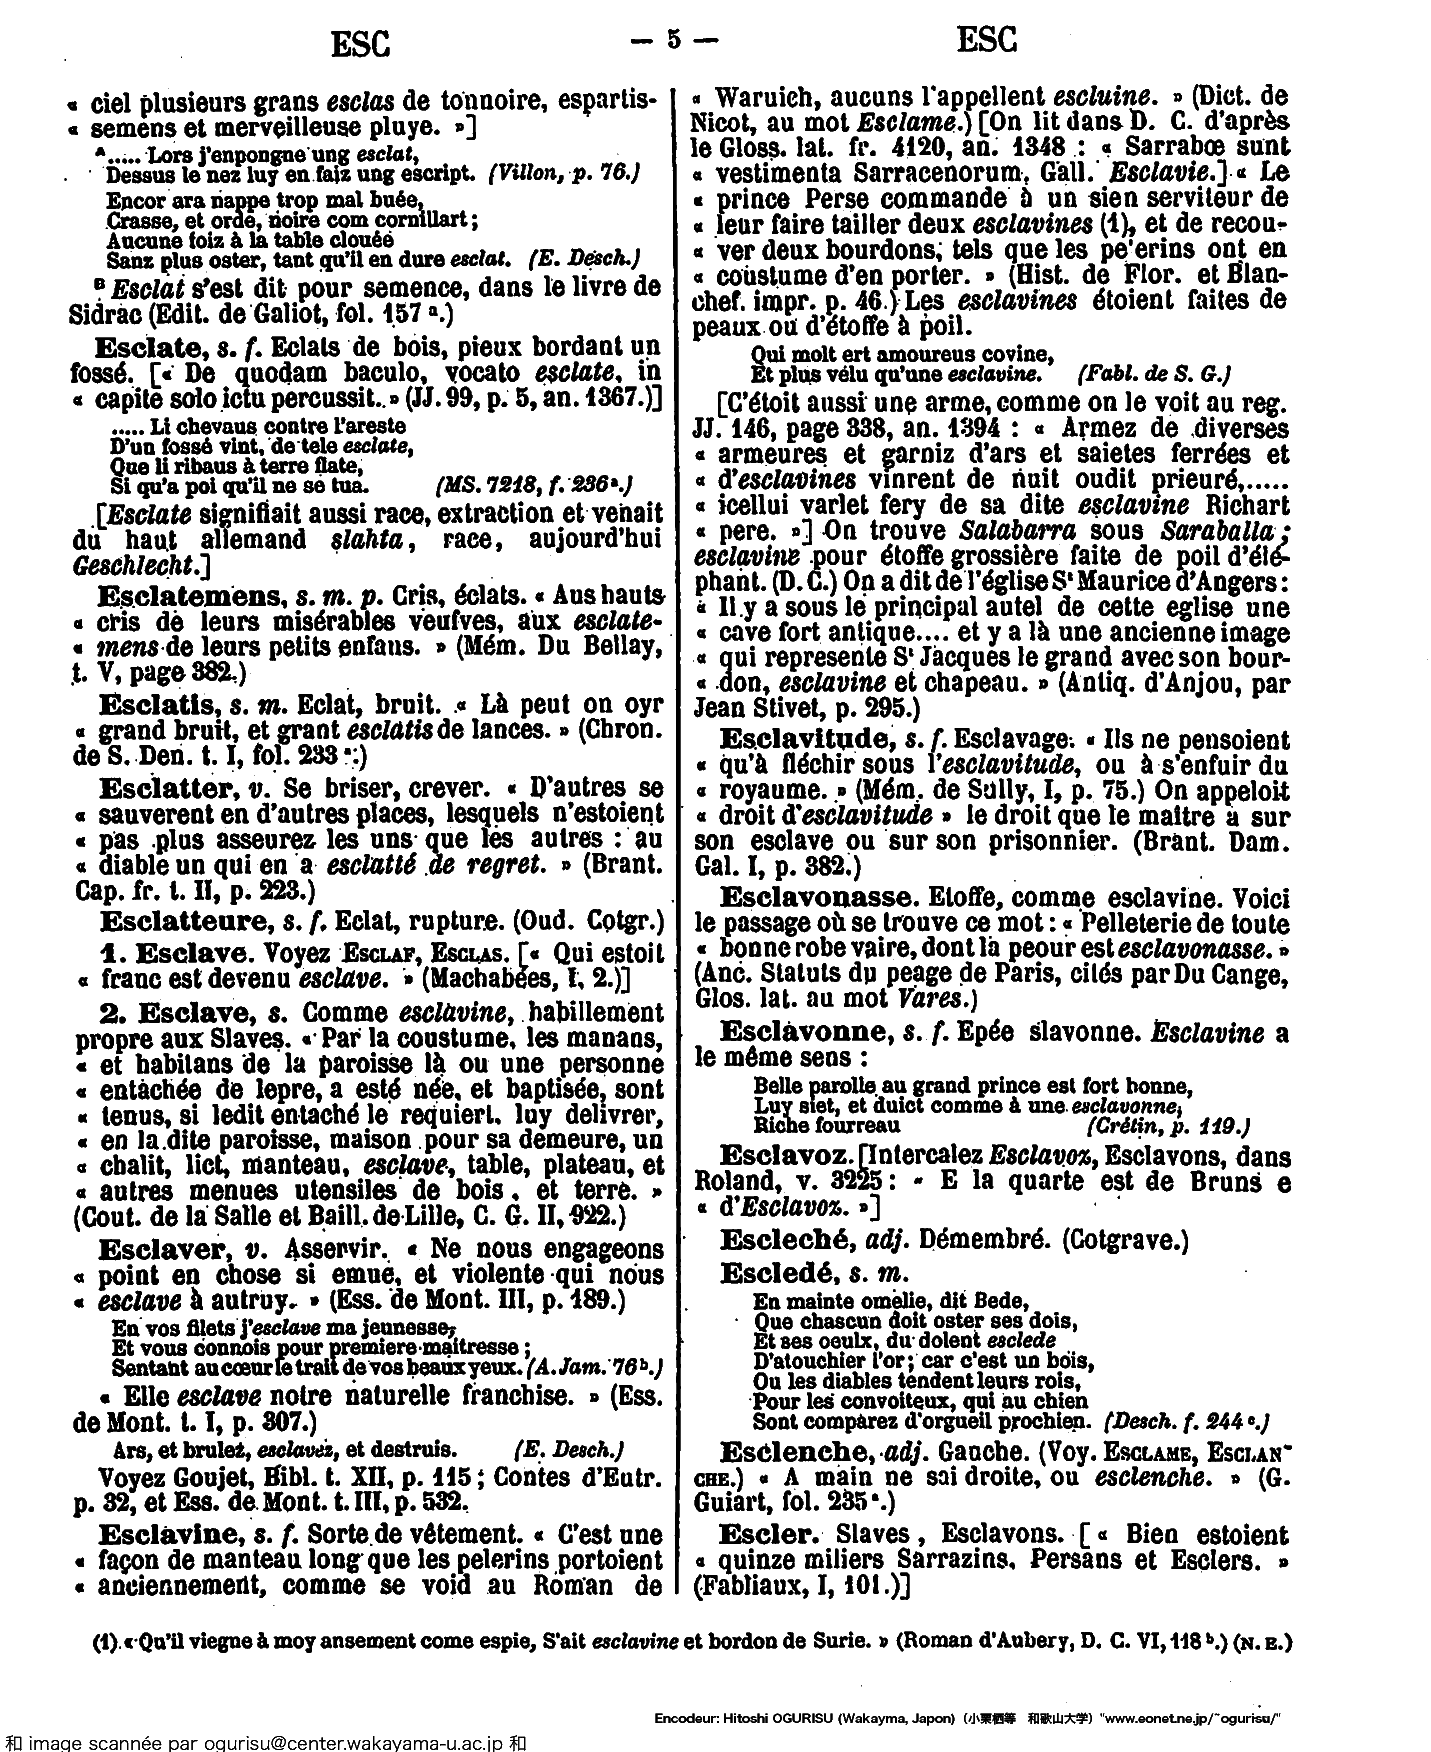 ESC
— 5 —
ESC
« ciel plusieurs grans esclas de tonnoire, espartis-
« semens et merveilleuse pluye. »]
A..... Lors j'enpongne ung esclat,
Dessus le nez luy en faiz ung escript. (Villon, p. 76.)
Encor ara nappe trop mal buée,
Crasse, et orde, noire com cornillart ;
Aucune foiz à la table clouée
Sanz plus oster, tant qu'il en dure esclat. (E. Desch.)
B Esclat s'est dit pour semence, dans le livre de
Sidrac (Edit. de Galiot, fol. 157 a.)
Esclate, s. f. Eclats de bois, pieux bordant un
fossé. [« De quodam baculo, vocato esclate, in
« capite solo ictu percussit. » (JJ. 99, p. 5, an. 1367.)]
..... Li chevaus contre l'areste
D'un fossé vint, de tele esclate,
Que li ribaus à terre flate,
Si qu'a poi qu'il ne se tua. (MS. 7218, f. 236 a.)
[Esclate signifiait aussi race, extraction et venait
du haut allemand slahta, race, aujourd'hui
Geschlecht.]
Esclatemens, s. m. p. Cris, éclats. « Aus hauts
« cris de leurs misérables veufves, aux esclate-
« mens de leurs petits enfans. » (Mém. Du Bellay,
t. V, page 382.)
Esclatis, s. m. Eclat, bruit. « Là peut on oyr
« grand bruit, et grant esclatis de lances. » (Chron.
de S. Den. t. I, fol. 233 a.)
Esclatter, v. Se briser, crever. « D'autres se
« sauverent en d'autres places, lesquels n'estoient
« pas plus asseurez les uns que les autres : au
« diable un qui en a esclatté de regret. » (Brant.
Cap. fr. t. II, p. 223.)
Esclatteure, s. f. Eclat, rupture. (Oud. Cotgr.)
1. Esclave. Voyez ESCLAF, ESCLAS. [« Qui estoit
« franc est devenu esclave. » (Machabées, I, 2.)]
2. Esclave, s. Comme esclavine, habillement
propre aux Slaves. « Par la coustume, les manans,
« et habitans de la paroisse là ou une personne
« entachée de lepre, a esté née, et baptisée, sont
« tenus, si ledit entaché le requiert, luy delivrer,
« en la dite paroisse, maison pour sa demeure, un
« chalit, lict, manteau, esclave, table, plateau, et
« autres menues utensiles de bois, et terre. »
(Cout. de la Salle et Baill. de Lille, C. G. II, 922.)
Esclaver, v. Asservir. « Ne nous engageons
« point en chose si emue, et violente qui nous
« esclave à autruy. » (Ess. de Mont. III, p. 189.)
En vos filets j'esclave ma jeunesse,
Et vous connois pour premiere maitresse ;
Sentant au cœur le trait de vos beaux yeux. (A. Jam. 76 b.)
« Elle esclave notre naturelle franchise. » (Ess.
de Mont. t. I, p. 307.)
Ars, et brulet, esclavez, et destruis. (E. Desch.)
Voyez Goujet, Bibl. t. XII, p. 115 ; Contes d'Eutr.
p. 32, et Ess. de Mont. t. III, p. 532.
Esclavine, s. f. Sorte de vêtement. « C'est une
« façon de manteau long que les pelerins portoient
« anciennement, comme se void au Roman de
« Waruich, aucuns l'appellent escluine. » (Dict. de
Nicot, au mot Esclame.) [On lit dans D. C. d'après
le Gloss. lat. fr. 4120, an. 1348 : « Sarrabœ sunt
« vestimenta Sarracenorum, Gall. Esclavie.] « Le
« prince Perse commande à un sien serviteur de
« leur faire tailler deux esclavines (1), et de recou-
« ver deux bourdons, tels que les pe'erins ont en
« coustume d'en porter. » (Hist. de Flor. et Blan-
chef. impr. p. 46.) Les esclavines étoient faites de
peaux ou d'étoffe à poil.
Qui molt ert amoureus covine,
Et plus vélu qu'une esclavine. (Fabl. de S. G.)
[C'étoit aussi une arme, comme on le voit au reg.
JJ. 146, page 338, an. 1394 : « Armez de diverses
« armeures et garniz d'ars et saietes ferrées et
« d'esclavines vinrent de nuit oudit prieuré,.....
« icellui varlet fery de sa dite esclavine Richart
« pere. »] On trouve Salabarra sous Saraballa ;
esclavine pour étoffe grossière faite de poil d'élé-
phant. (D. C.) On a dit de l'église St Maurice d'Angers :
« Il y a sous le principal autel de cette eglise une
« cave fort antique.... et y a là une ancienne image
« qui represente St Jacques le grand avec son bour-
« don, esclavine et chapeau. » (Antiq. d'Anjou, par
Jean Stivet, p. 295.)
Esclavitude, s. f. Esclavage. « Ils ne pensoient
« qu'à fléchir sous l'esclavitude, ou à s'enfuir du
« royaume. » (Mém. de Sully, I, p. 75.) On appeloit
« droit d'esclavitude » le droit que le maître a sur
son esclave ou sur son prisonnier. (Brant. Dam.
Gal. I, p. 382.)
Esclavonasse. Etoffe, comme esclavine. Voici
le passage où se trouve ce mot : « Pelleterie de toute
« bonne robe vaire, dont la peour est esclavonasse. »
(Anc. Statuts du peage de Paris, cités par Du Cange,
Glos. lat. au mot Vares.)
Esclavonne, s. f. Epée slavonne. Esclavine a
le même sens :
Belle parolle au grand prince est fort bonne,
Luy siet, et duict comme à une esclavonne,
Riche fourreau (Crétin, p. 119.)
Esclavoz. [Intercalez Esclavoz, Esclavons, dans
Roland, v. 3225 : « E la quarte est de Bruns e
« d'Esclavoz. »]
Escleché, adj. Démembré. (Cotgrave.)
Escledé, s. m.
En mainte omelie, dit Bede,
Que chascun doit oster ses dois,
Et ses oeulx, du dolent esclede
D'atouchier l'or ; car c'est un bois,
Ou les diables tendent leurs rois,
Pour les convoiteux, qui au chien
Sont comparez d'orgueil prochien. (Desch. f. 244 c.)
Esclenche, adj. Gauche. (Voy. ESCLAME, ESCLAN-
CHE.) « A main ne sai droite, ou esclenche. » (G.
Guiart, fol. 235 a.)
Escler. Slaves, Esclavons. [« Bien estoient
« quinze miliers Sarrazins, Persans et Esclers. »
(Fabliaux, I, 101.)]
(1) « Qu'il viegne à moy ansement come espie, S'ait esclavine et bordon de Surie. » (Roman d'Aubery, D. C. VI, 118 b.) (N. E.)
Encodeur: Hitoshi OGURISU (Wakayma, Japon) (小栗栖等 和歌山大学) "www.eonet.ne.jp/~ogurisu/"
和 image scannée par ogurisu@center.wakayama-u.ac.jp 和